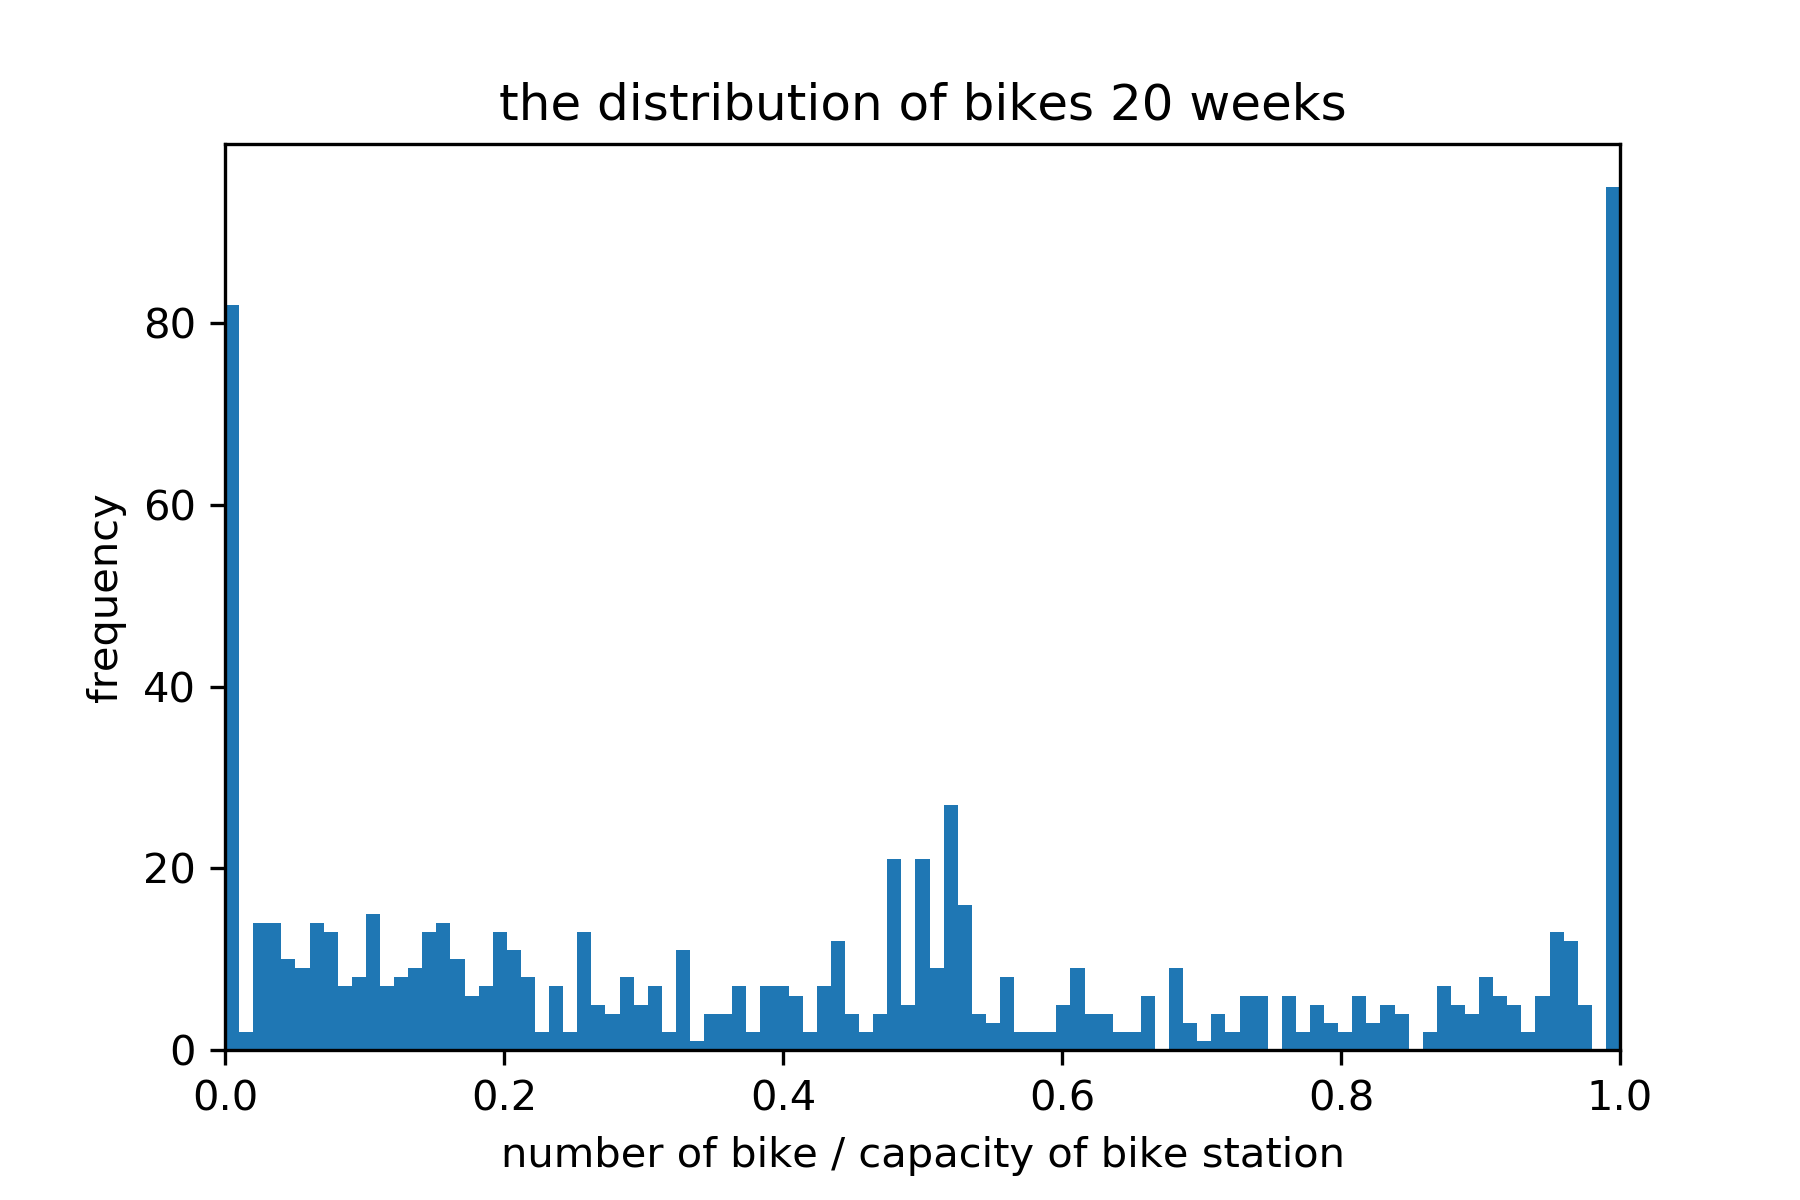 the distribution of bikes 20 weeks
80
60
40
20
0
frequency
0.0 0.2 0.4 0.6 0.8 1.0
number of bike / capacity of bike station